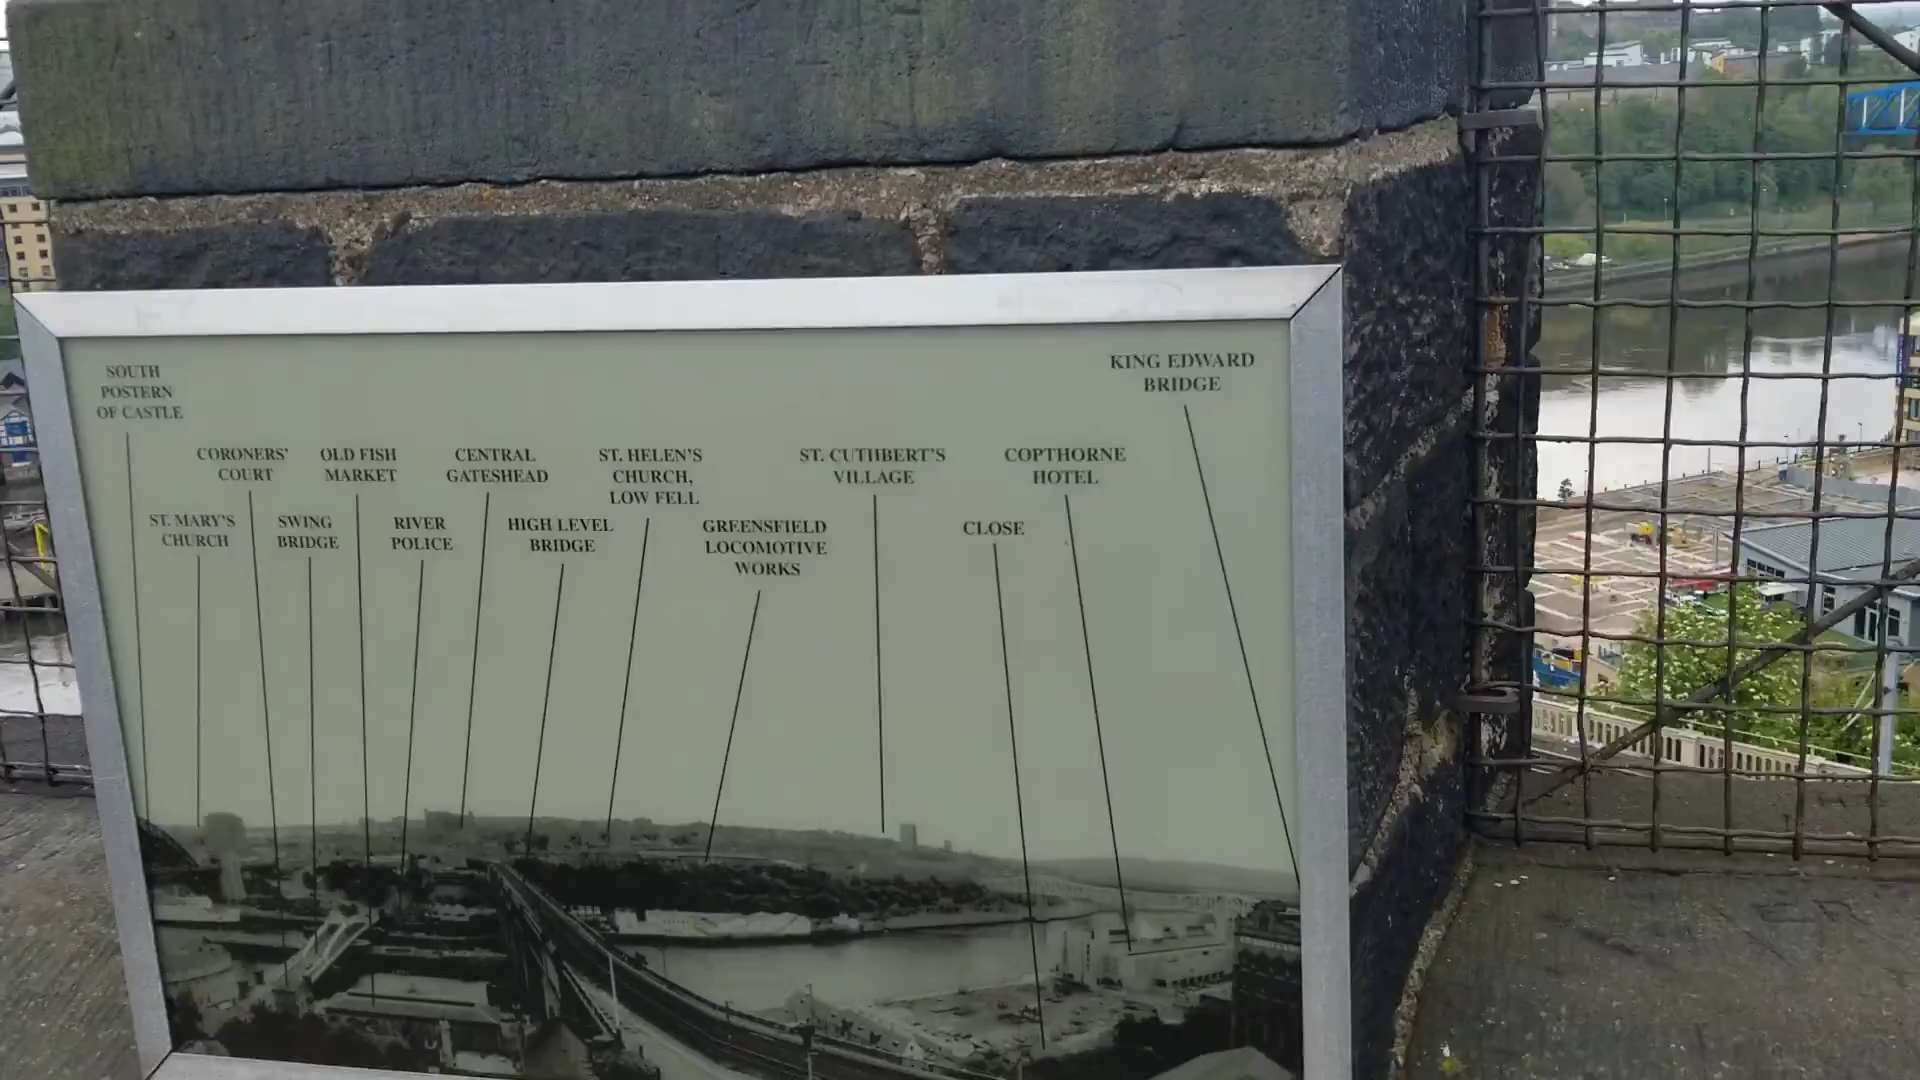 SOUTH
POSTERN
OF CASTLE
ST. MARY'S
CHURCH
CORONERS'
COURT
SWING
BRIDGE
OLD FISH
MARKET
RIVER
POLICE
CENTRAL
GATESHEAD
HIGH LEVEL
BRIDGE
ST. HELEN'S
CHURCH,
LOW FELL
GREENSFIELD
LOCOMOTIVE
WORKS
ST. CUTHBERT'S
VILLAGE
CLOSE
COPTHORNE
HOTEL
KING EDWARD
BRIDGE